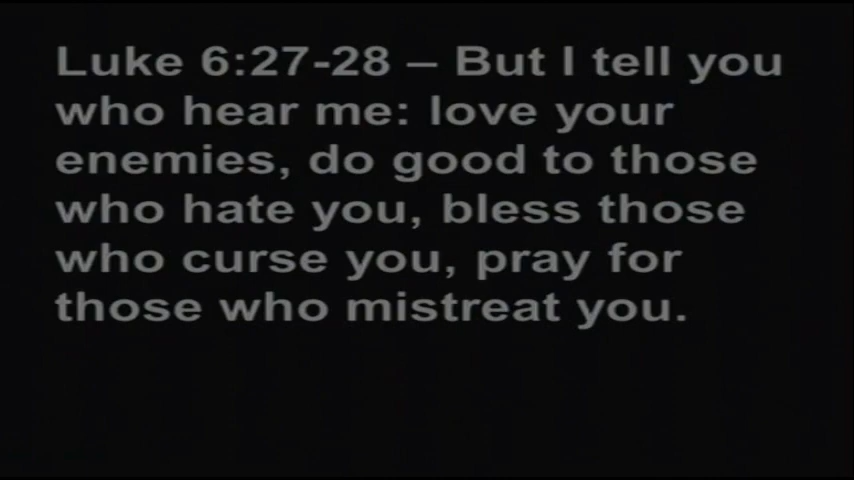 Luke 6:27-28 – But I tell you
who hear me: love your
enemies, do good to those
who hate you, bless those
who curse you, pray for
those who mistreat you.